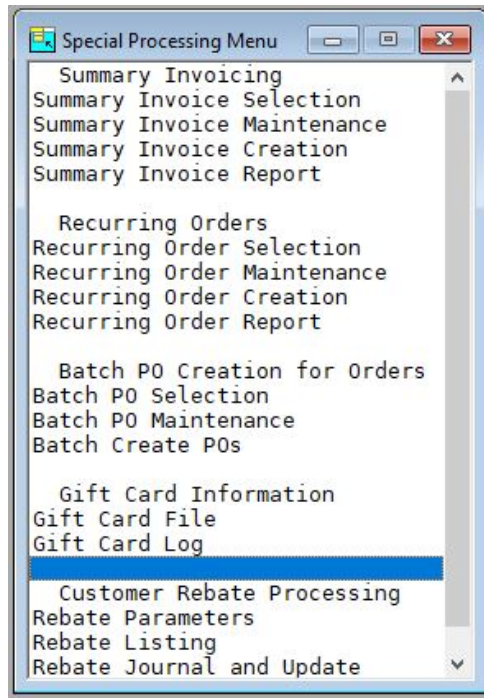 Special Processing Menu
Summary Invoicing
Summary Invoice Selection
Summary Invoice Maintenance
Summary Invoice Creation
Summary Invoice Report
Recurring Orders
Recurring Order Selection
Recurring Order Maintenance
Recurring Order Creation
Recurring Order Report
Batch PO Creation for Orders
Batch PO Selection
Batch PO Maintenance
Batch Create POs
Gift Card Information
Gift Card File
Gift Card Log
Customer Rebate Processing
Rebate Parameters
Rebate Listing
Rebate Journal and Update